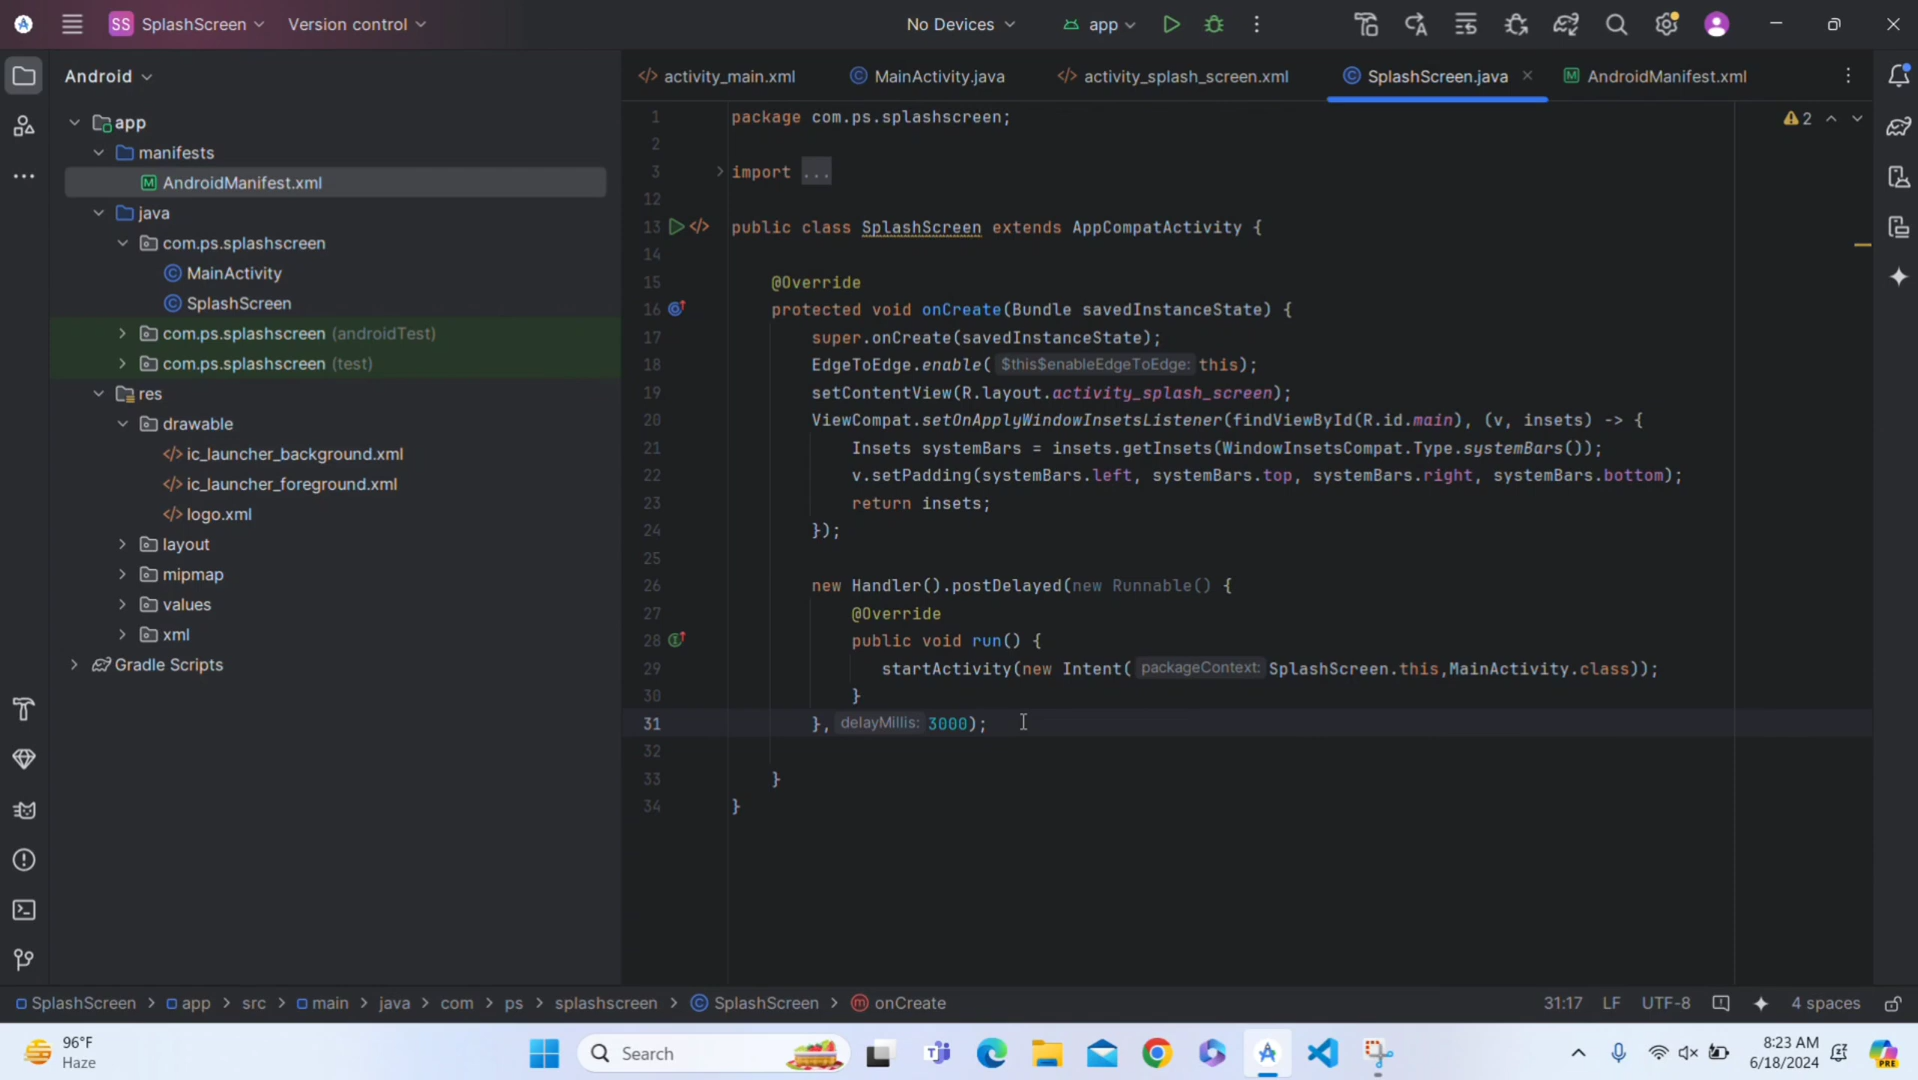 SS SplashScreen Version control No Devices app
Android
activity_main.xml MainActivity.java activity_splash_screen.xml SplashScreen.java AndroidManifest.xml
app
manifests
AndroidManifest.xml
java
com.ps.splashscreen
MainActivity
SplashScreen
com.ps.splashscreen (androidTest)
com.ps.splashscreen (test)
res
drawable
ic_launcher_background.xml
ic_launcher_foreground.xml
logo.xml
layout
mipmap
values
xml
Gradle Scripts
2
1 package com.ps.splashscreen;
2
3 import ...
12
13 public class SplashScreen extends AppCompatActivity {
14
15 @Override
16 protected void onCreate(Bundle savedInstanceState) {
17 super.onCreate(savedInstanceState);
18 EdgeToEdge.enable( $this$enableEdgeToEdge: this);
19 setContentView(R.layout.activity_splash_screen);
20 ViewCompat.setOnApplyWindowInsetsListener(findViewById(R.id.main), (v, insets) -> {
21 Insets systemBars = insets.getInsets(WindowInsetsCompat.Type.systemBars());
22 v.setPadding(systemBars.left, systemBars.top, systemBars.right, systemBars.bottom);
23 return insets;
24 });
25
26 new Handler().postDelayed(new Runnable() {
27 @Override
28 public void run() {
29 startActivity(new Intent( packageContext: SplashScreen.this,MainActivity.class));
30 }
31 }, delayMillis: 3000);
32
33 }
34 }
SplashScreen > app > src > main > java > com > ps > splashscreen > SplashScreen > onCreate 31:17 LF UTF-8 4 spaces
96°F
Haze
Search
8:23 AM
6/18/2024
PRE